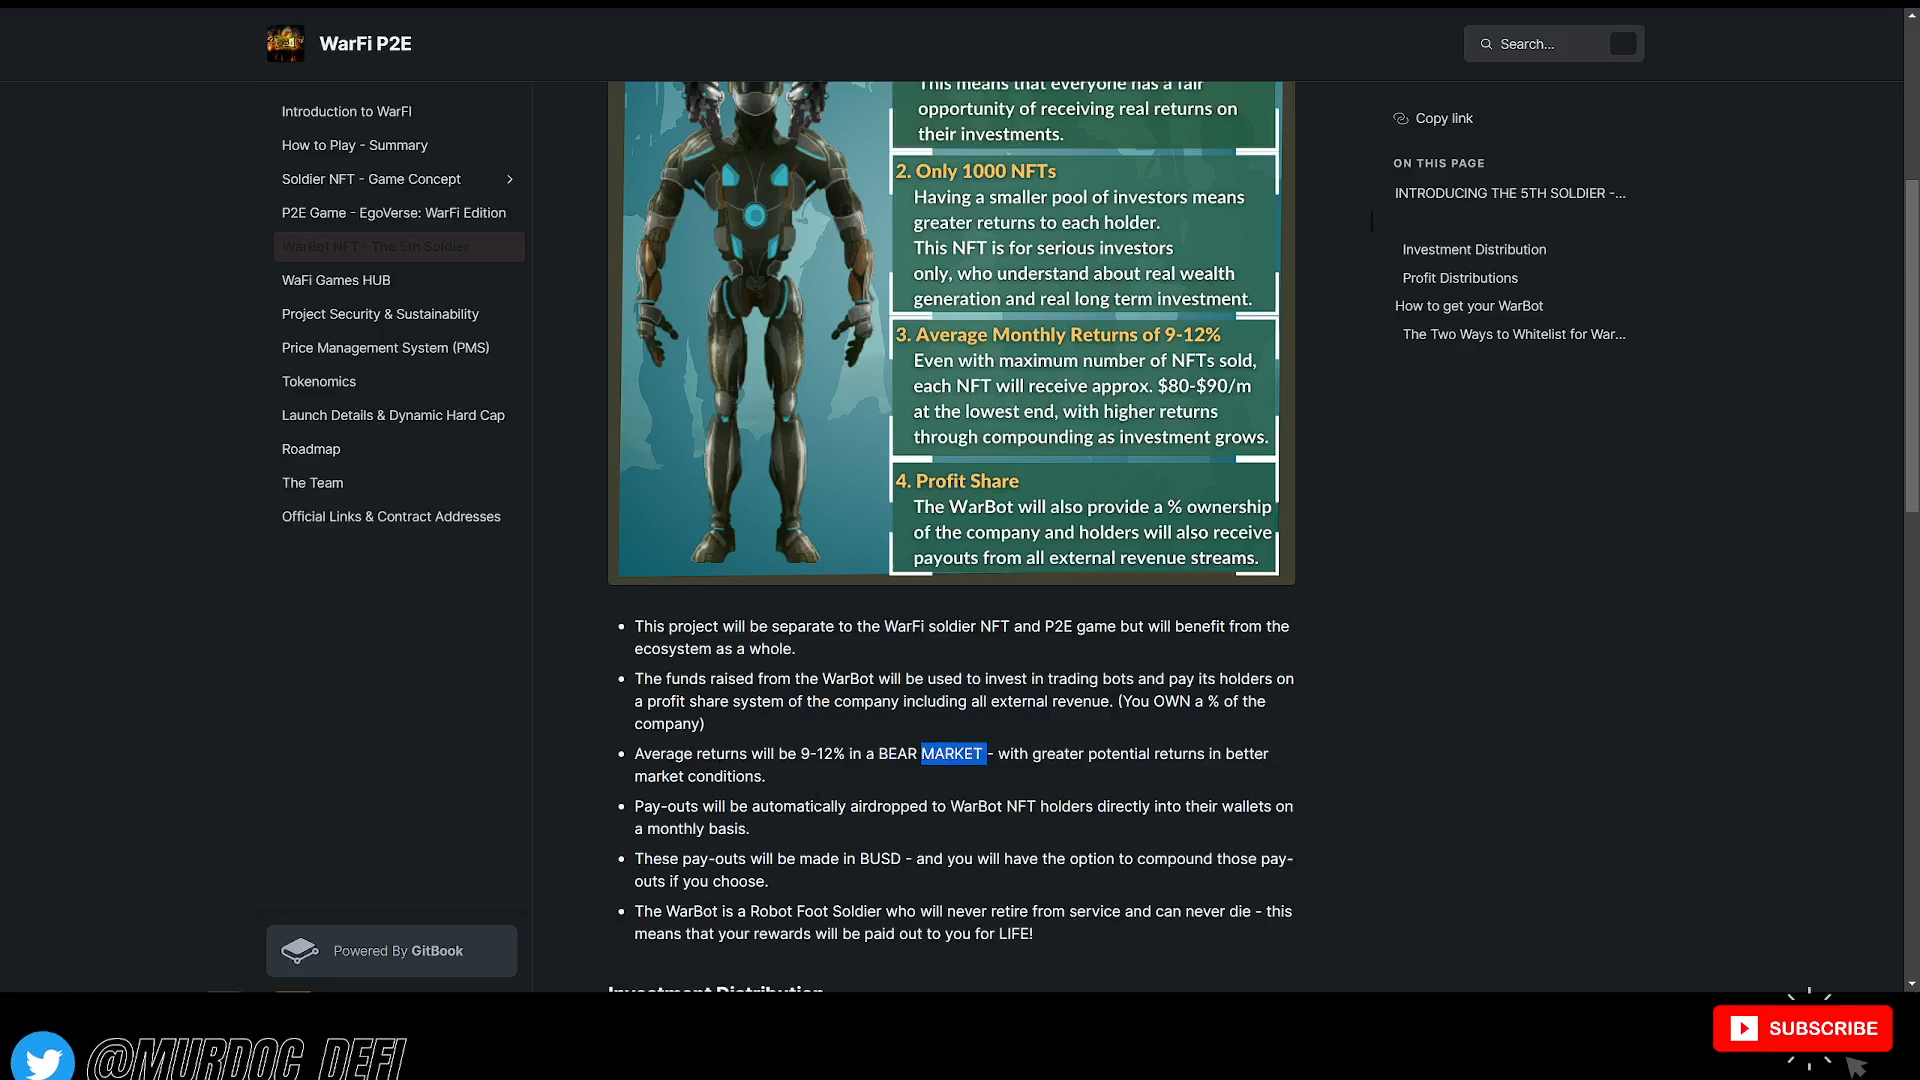 WarFi P2E
Search...
Introduction to WarFI
How to Play - Summary
Soldier NFT - Game Concept
P2E Game - EgoVerse: WarFi Edition
WarBot NFT - The 5th Soldier
WaFi Games HUB
Project Security & Sustainability
Price Management System (PMS)
Tokenomics
Launch Details & Dynamic Hard Cap
Roadmap
The Team
Official Links & Contract Addresses
Powered By GitBook
This means that everyone has a fair
opportunity of receiving real returns on
their investments.
2. Only 1000 NFTs
Having a smaller pool of investors means
greater returns to each holder.
This NFT is for serious investors
only, who understand about real wealth
generation and real long term investment.
3. Average Monthly Returns of 9-12%
Even with maximum number of NFTs sold,
each NFT will receive approx. $80-$90/m
at the lowest end, with higher returns
through compounding as investment grows.
4. Profit Share
The WarBot will also provide a % ownership
of the company and holders will also receive
payouts from all external revenue streams.
• This project will be separate to the WarFi soldier NFT and P2E game but will benefit from the
ecosystem as a whole.
• The funds raised from the WarBot will be used to invest in trading bots and pay its holders on
a profit share system of the company including all external revenue. (You OWN a % of the
company)
• Average returns will be 9-12% in a BEAR MARKET - with greater potential returns in better
market conditions.
• Pay-outs will be automatically airdropped to WarBot NFT holders directly into their wallets on
a monthly basis.
• These pay-outs will be made in BUSD - and you will have the option to compound those pay-
outs if you choose.
• The WarBot is a Robot Foot Soldier who will never retire from service and can never die - this
means that your rewards will be paid out to you for LIFE!
Investment Distribution
Copy link
ON THIS PAGE
INTRODUCING THE 5TH SOLDIER -...
Investment Distribution
Profit Distributions
How to get your WarBot
The Two Ways to Whitelist for War...
@MURDOC_DEFI
SUBSCRIBE